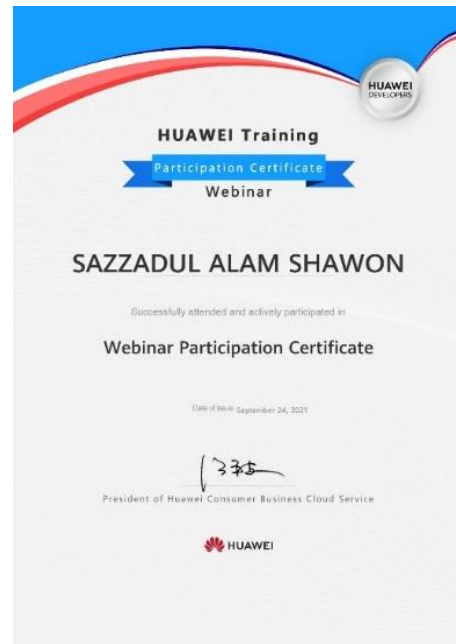 HUAWEI
DEVELOPERS
HUAWEI Training
Participation Certificate
Webinar
SAZZADUL ALAM SHAWON
Successfully attended and actively participated in
Webinar Participation Certificate
Date of Issue: September 24, 2021
President of Huawei Consumer Business Cloud Service
HUAWEI